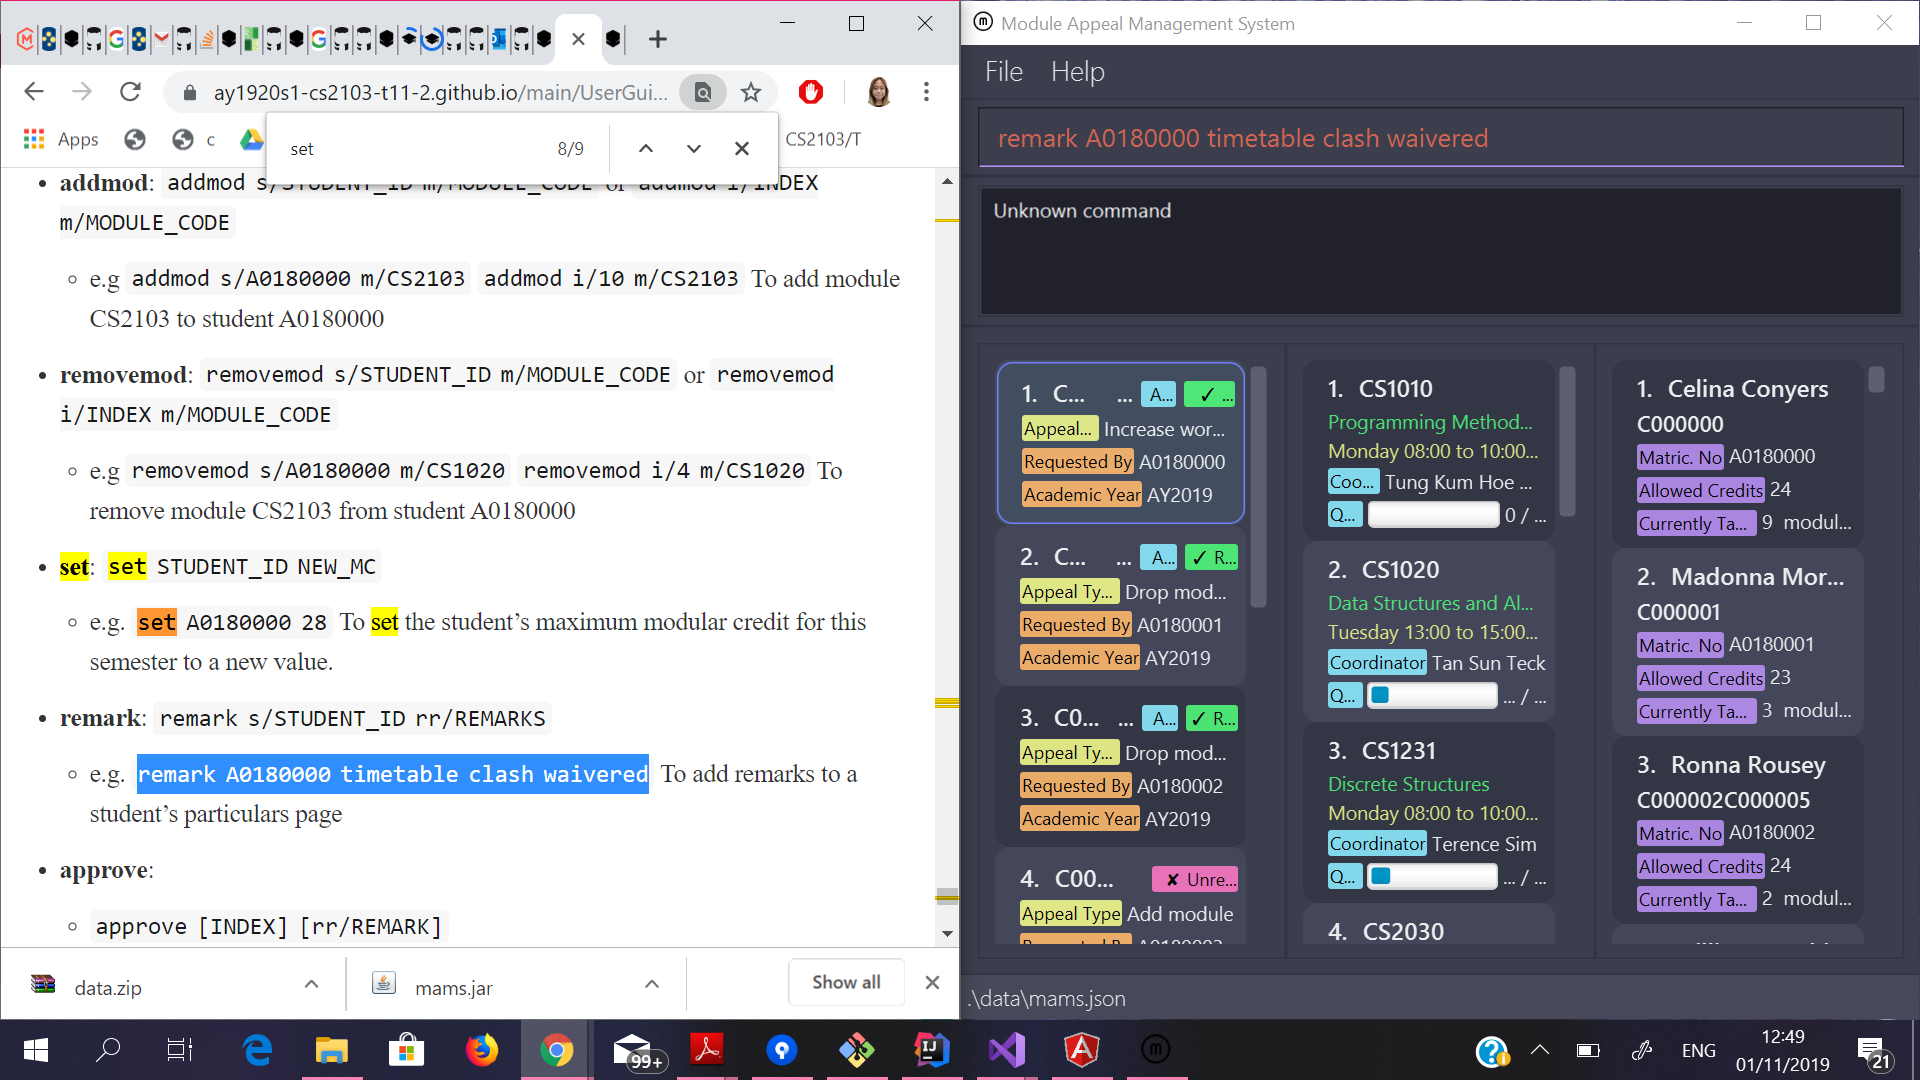 ay1920s1-cs2103-t11-2.github.io/main/UserGui...
Apps
c
CS2103/T
set
8/9
addmod: addmod s/STUDENT_ID m/MODULE_CODE or addmod i/INDEX
m/MODULE_CODE
e.g addmod s/A0180000 m/CS2103 addmod i/10 m/CS2103 To add module
CS2103 to student A0180000
removemod: removemod s/STUDENT_ID m/MODULE_CODE or removemod
i/INDEX m/MODULE_CODE
e.g removemod s/A0180000 m/CS1020 removemod i/4 m/CS1020 To
remove module CS2103 from student A0180000
set: set STUDENT_ID NEW_MC
e.g. set A0180000 28 To set the student’s maximum modular credit for this
semester to a new value.
remark: remark s/STUDENT_ID rr/REMARKS
e.g. remark A0180000 timetable clash waivered To add remarks to a
student’s particulars page
approve:
approve [INDEX] [rr/REMARK]
data.zip
mams.jar
Show all
Module Appeal Management System
File Help
remark A0180000 timetable clash waivered
Unknown command
1. C... ... A... ✓ ...
Appeal... Increase wor...
Requested By A0180000
Academic Year AY2019
2. C... ... A... ✓ R...
Appeal Ty... Drop mod...
Requested By A0180001
Academic Year AY2019
3. C0... ... A... ✓ R...
Appeal Ty... Drop mod...
Requested By A0180002
Academic Year AY2019
4. C00... ✘ Unre...
Appeal Type Add module
1. CS1010
Programming Method...
Monday 08:00 to 10:00...
Coo... Tung Kum Hoe ...
Q... 0 / ...
2. CS1020
Data Structures and Al...
Tuesday 13:00 to 15:00...
Coordinator Tan Sun Teck
Q... ... / ...
3. CS1231
Discrete Structures
Monday 08:00 to 10:00...
Coordinator Terence Sim
Q... ... / ...
4. CS2030
1. Celina Conyers
C000000
Matric. No A0180000
Allowed Credits 24
Currently Ta... 9 modul...
2. Madonna Mor...
C000001
Matric. No A0180001
Allowed Credits 23
Currently Ta... 3 modul...
3. Ronna Rousey
C000002C000005
Matric. No A0180002
Allowed Credits 24
Currently Ta... 2 modul...
.\data\mams.json
99+
ENG
12:49
01/11/2019
21